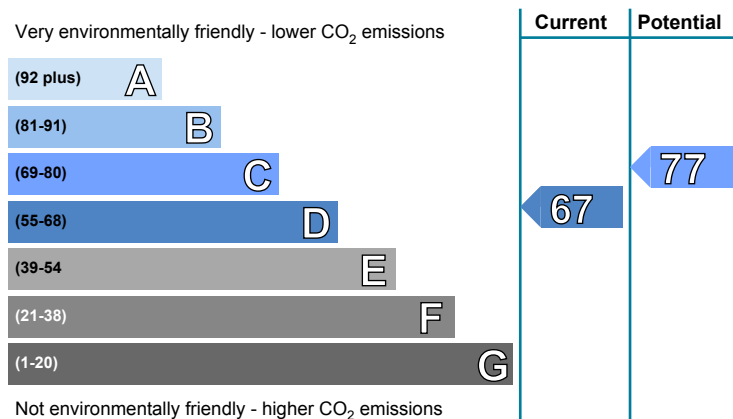 Current Potential
Very environmentally friendly - lower CO2 emissions
(92 plus) A
(81-91) B
(69-80) C
77
(55-68) D
67
(39-54 E
(21-38) F
(1-20) G
Not environmentally friendly - higher CO2 emissions